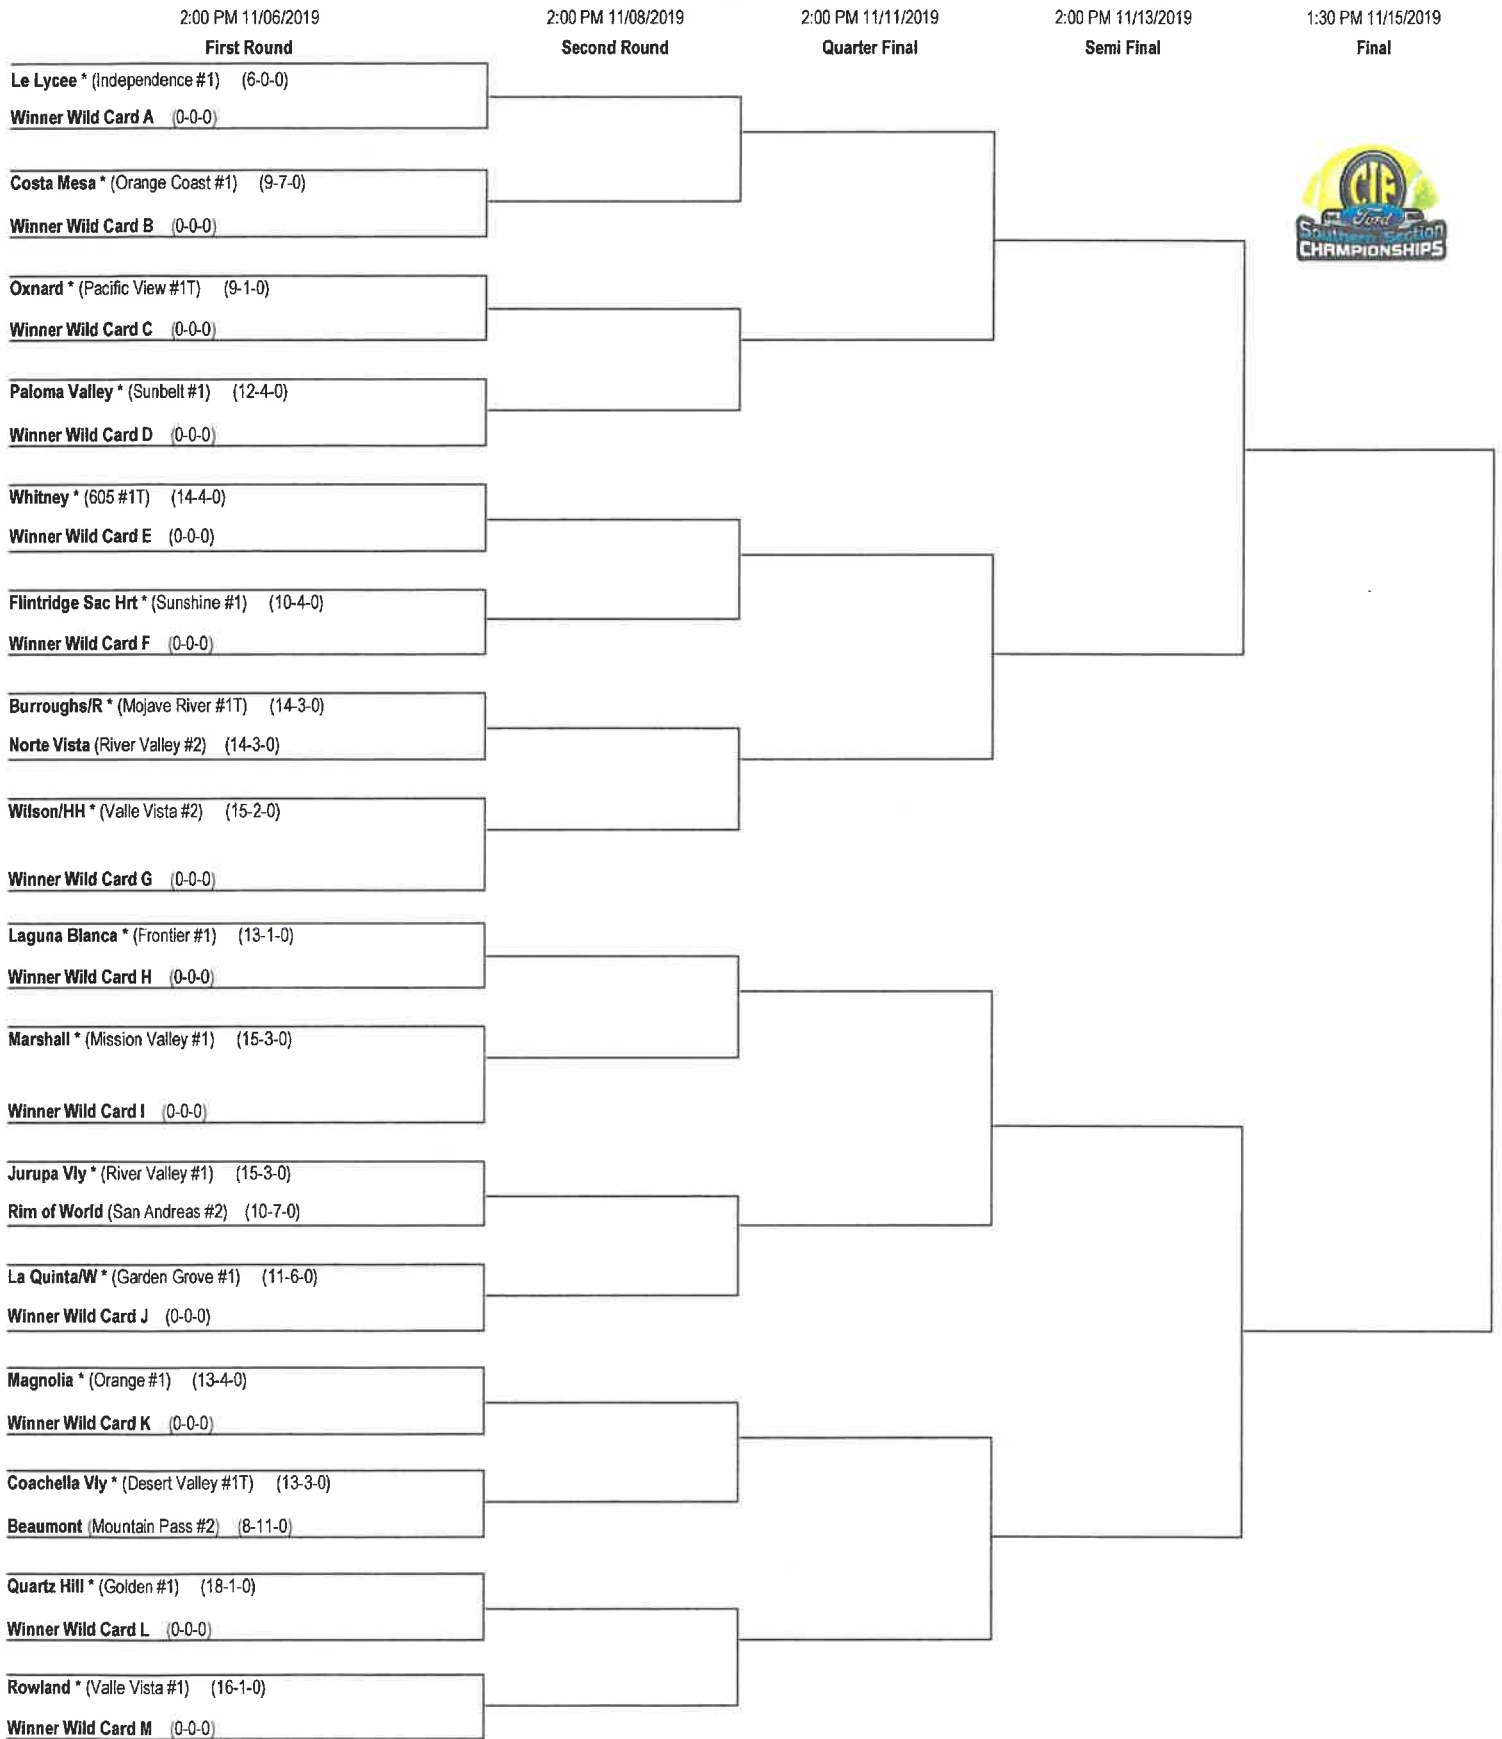 2:00 PM 11/06/2019 2:00 PM 11/08/2019 2:00 PM 11/11/2019 2:00 PM 11/13/2019 1:30 PM 11/15/2019
First Round Second Round Quarter Final Semi Final Final
Le Lycee * (Independence #1) (6-0-0)
Winner Wild Card A (0-0-0)
Costa Mesa * (Orange Coast #1) (9-7-0)
Winner Wild Card B (0-0-0)
CIF
Ford
Southern Section
CHAMPIONSHIPS
Oxnard * (Pacific View #1T) (9-1-0)
Winner Wild Card C (0-0-0)
Paloma Valley * (Sunbelt #1) (12-4-0)
Winner Wild Card D (0-0-0)
Whitney * (605 #1T) (14-4-0)
Winner Wild Card E (0-0-0)
Flintridge Sac Hrt * (Sunshine #1) (10-4-0)
Winner Wild Card F (0-0-0)
Burroughs/R * (Mojave River #1T) (14-3-0)
Norte Vista (River Valley #2) (14-3-0)
Wilson/HH * (Valle Vista #2) (15-2-0)
Winner Wild Card G (0-0-0)
Laguna Blanca * (Frontier #1) (13-1-0)
Winner Wild Card H (0-0-0)
Marshall * (Mission Valley #1) (15-3-0)
Winner Wild Card I (0-0-0)
Jurupa Vly * (River Valley #1) (15-3-0)
Rim of World (San Andreas #2) (10-7-0)
La Quinta/W * (Garden Grove #1) (11-6-0)
Winner Wild Card J (0-0-0)
Magnolia * (Orange #1) (13-4-0)
Winner Wild Card K (0-0-0)
Coachella Vly * (Desert Valley #1T) (13-3-0)
Beaumont (Mountain Pass #2) (8-11-0)
Quartz Hill * (Golden #1) (18-1-0)
Winner Wild Card L (0-0-0)
Rowland * (Valle Vista #1) (16-1-0)
Winner Wild Card M (0-0-0)